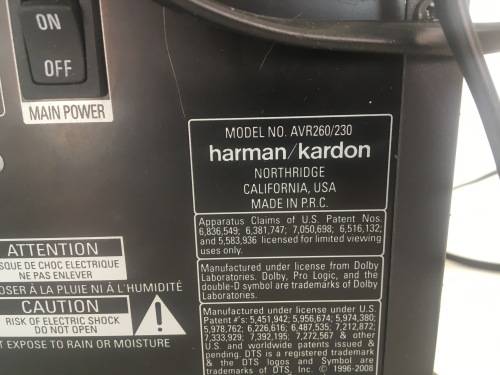 ON
OFF
MAIN POWER
MODEL NO. AVR260/230
harman/kardon
NORTHRIDGE
CALIFORNIA, USA
MADE IN P.R.C.
Apparatus Claims of U.S. Patent Nos.
6,836,549; 6,381,747; 7,050,698; 6,516,132;
and 5,583,936 licensed for limited viewing
uses only.
Manufactured under license from Dolby
Laboratories. Dolby, Pro Logic, and the
double-D symbol are trademarks of Dolby
Laboratories.
Manufactured under license under U.S.
Patent #'s: 5,451,942; 5,956,674; 5,974,380;
5,978,762; 6,226,616; 6,487,535; 7,212,872;
7,333,929; 7,392,195; 7,272,567 & other
U.S. and worldwide patents issued &
pending. DTS is a registered trademark
& the DTS logos and Symbol are
trademarks of DTS, Inc. © 1996-2008
ATTENTION
SQUE DE CHOC ELECTRIQUE
NE PAS ENLEVER
OSER À LA PLUIE NI À L'HUMIDITÉ
CAUTION
RISK OF ELECTRIC SHOCK
DO NOT OPEN
T EXPOSE TO RAIN OR MOISTURE